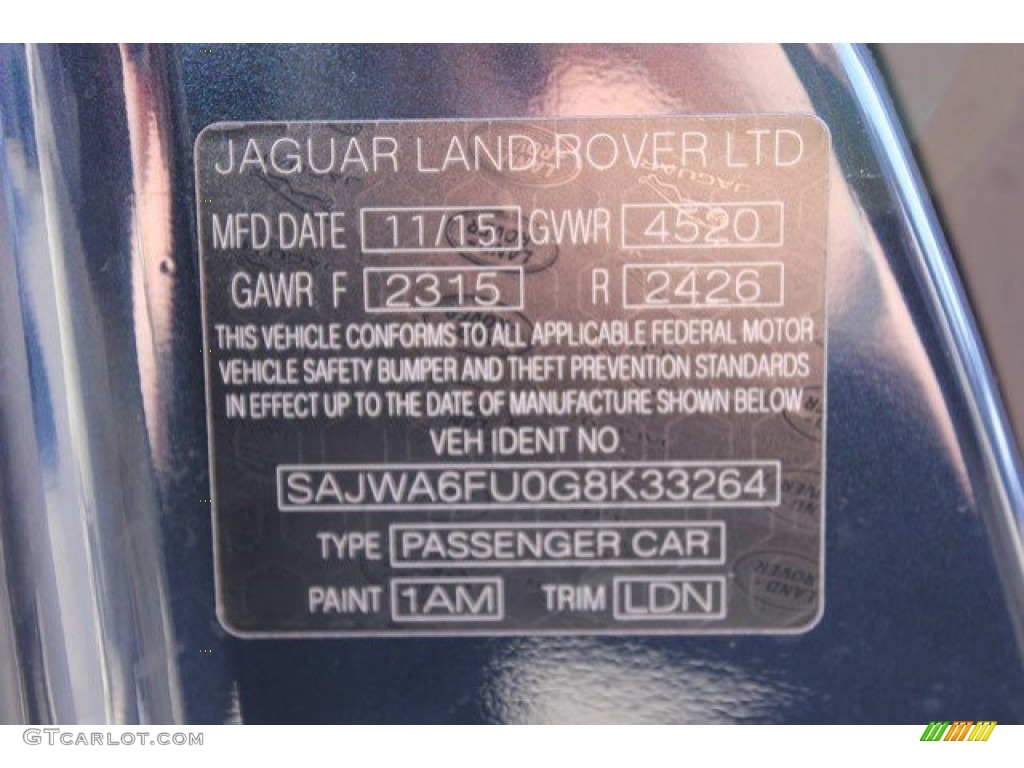 JAGUAR LAND ROVER LTD
MFD DATE 11/15 GVWR 4520
GAWR F 2315 R 2426
THIS VEHICLE CONFORMS TO ALL APPLICABLE FEDERAL MOTOR
VEHICLE SAFETY BUMPER AND THEFT PREVENTION STANDARDS
IN EFFECT UP TO THE DATE OF MANUFACTURE SHOWN BELOW
VEH IDENT NO.
SAJWA6FU0G8K33264
TYPE PASSENGER CAR
PAINT 1AM TRIM LDN
GTCARLOT.COM